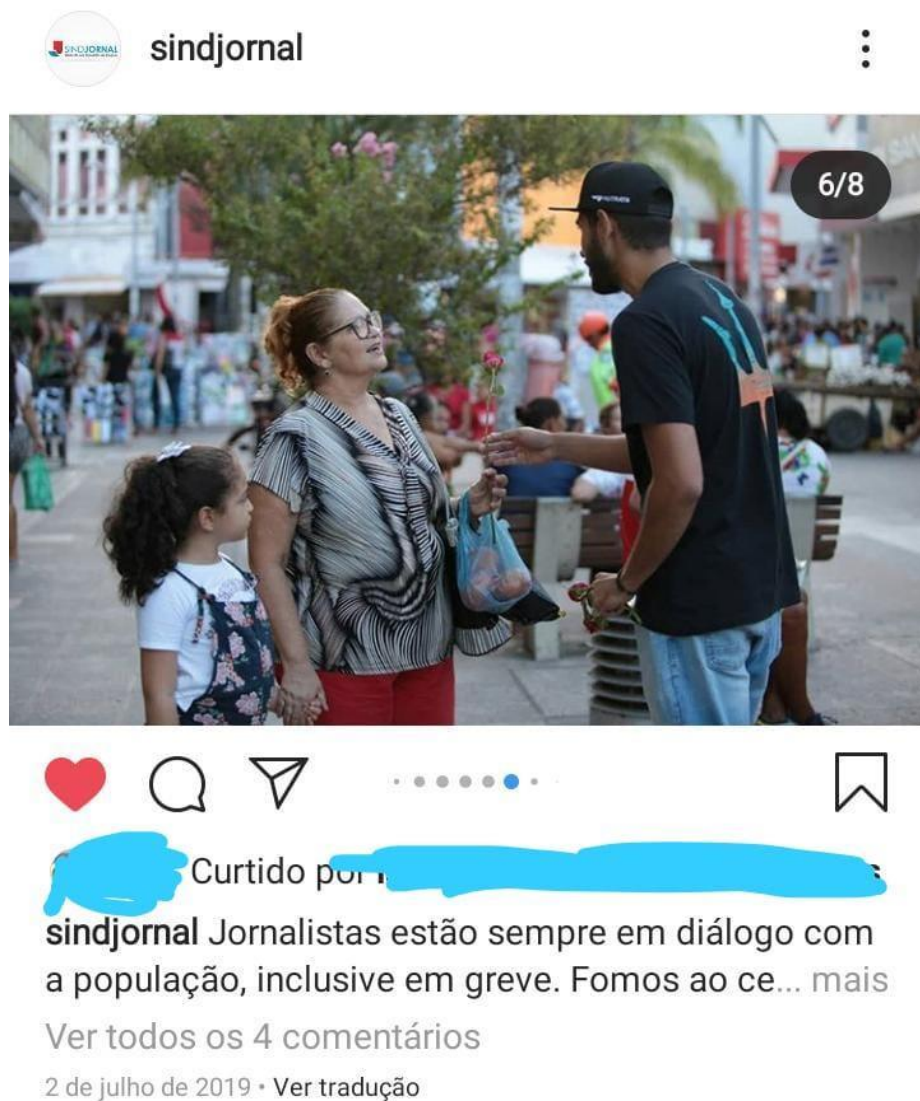 SINDJORNAL
sindjornal
6/8
Curtido por
sindjornal Jornalistas estão sempre em diálogo com
a população, inclusive em greve. Fomos ao ce... mais
Ver todos os 4 comentários
2 de julho de 2019 • Ver tradução